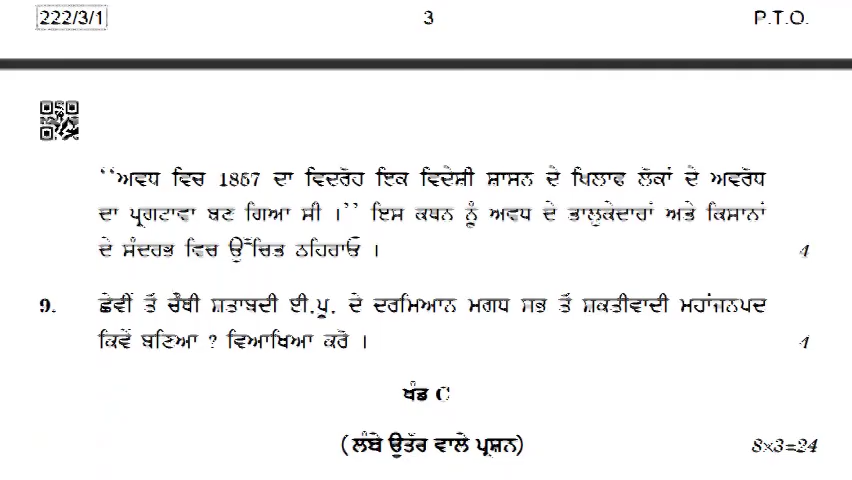 222/3/1 3 P.T.O.
‘‘ਅਵਧ ਵਿਚ 1857 ਦਾ ਵਿਦਰੋਹ ਇਕ ਵਿਦੇਸ਼ੀ ਸ਼ਾਸਨ ਦੇ ਖਿਲਾਫ ਲੋਕਾਂ ਦੇ ਅਵਰੋਧ
ਦਾ ਪ੍ਰਗਟਾਵਾ ਬਣ ਗਿਆ ਸੀ ।’’ ਇਸ ਕਥਨ ਨੂੰ ਅਵਧ ਦੇ ਤਾਲੁਕੇਦਾਰਾਂ ਅਤੇ ਕਿਸਾਨਾਂ
ਦੇ ਸੰਦਰਭ ਵਿਚ ਉੱਚਿਤ ਠਹਿਰਾਓ । 4
9. ਛੇਵੀਂ ਤੋਂ ਚੌਥੀ ਸ਼ਤਾਬਦੀ ਈ.ਪੂ. ਦੇ ਦਰਮਿਆਨ ਮਗਧ ਸਭ ਤੋਂ ਸ਼ਕਤੀਵਾਦੀ ਮਹਾਂਜਨਪਦ
ਕਿਵੇਂ ਬਣਿਆ ? ਵਿਆਖਿਆ ਕਰੋ । 4
ਖੰਡ C
(ਲੰਬੇ ਉਤੱਰ ਵਾਲੇ ਪ੍ਰਸ਼ਨ) 8×3=24